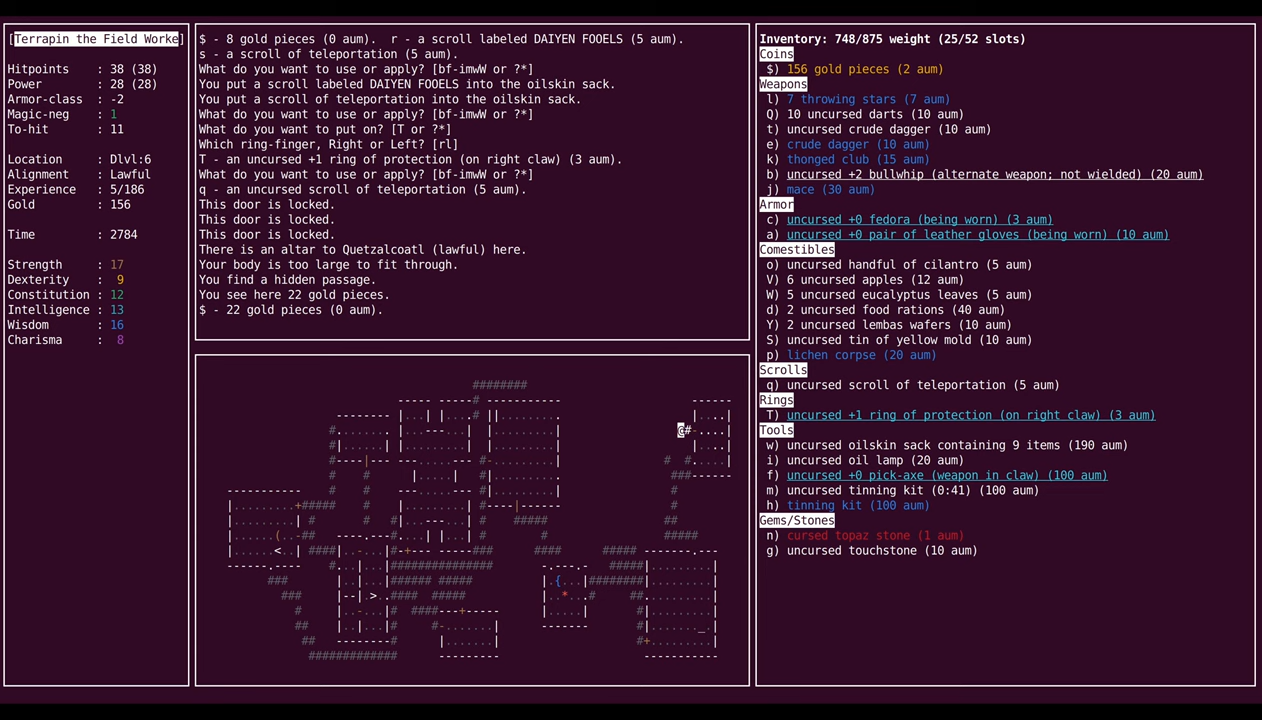 [Terrapin the Field Worke]
Hitpoints : 38 (38)
Power : 28 (28)
Armor-class : -2
Magic-neg : 1
To-hit : 11
Location : Dlvl:6
Alignment : Lawful
Experience : 5/186
Gold : 156
Time : 2784
Strength : 17
Dexterity : 9
Constitution : 12
Intelligence : 13
Wisdom : 16
Charisma : 8
$ - 8 gold pieces (0 aum). r - a scroll labeled DAIYEN FOOELS (5 aum).
s - a scroll of teleportation (5 aum).
What do you want to use or apply? [bf-imwW or ?*]
You put a scroll labeled DAIYEN FOOELS into the oilskin sack.
You put a scroll of teleportation into the oilskin sack.
What do you want to use or apply? [bf-imwW or ?*]
What do you want to put on? [T or ?*]
Which ring-finger, Right or Left? [rl]
T - an uncursed +1 ring of protection (on right claw) (3 aum).
What do you want to use or apply? [bf-imwW or ?*]
q - an uncursed scroll of teleportation (5 aum).
This door is locked.
This door is locked.
This door is locked.
There is an altar to Quetzalcoatl (lawful) here.
Your body is too large to fit through.
You find a hidden passage.
You see here 22 gold pieces.
$ - 22 gold pieces (0 aum).
Inventory: 748/875 weight (25/52 slots)
Coins
$) 156 gold pieces (2 aum)
Weapons
l) 7 throwing stars (7 aum)
Q) 10 uncursed darts (10 aum)
t) uncursed crude dagger (10 aum)
e) crude dagger (10 aum)
k) thonged club (15 aum)
b) uncursed +2 bullwhip (alternate weapon; not wielded) (20 aum)
j) mace (30 aum)
Armor
c) uncursed +0 fedora (being worn) (3 aum)
a) uncursed +0 pair of leather gloves (being worn) (10 aum)
Comestibles
o) uncursed handful of cilantro (5 aum)
V) 6 uncursed apples (12 aum)
W) 5 uncursed eucalyptus leaves (5 aum)
d) 2 uncursed food rations (40 aum)
Y) 2 uncursed lembas wafers (10 aum)
S) uncursed tin of yellow mold (10 aum)
p) lichen corpse (20 aum)
Scrolls
q) uncursed scroll of teleportation (5 aum)
Rings
T) uncursed +1 ring of protection (on right claw) (3 aum)
Tools
w) uncursed oilskin sack containing 9 items (190 aum)
i) uncursed oil lamp (20 aum)
f) uncursed +0 pick-axe (weapon in claw) (100 aum)
m) uncursed tinning kit (0:41) (100 aum)
h) tinning kit (100 aum)
Gems/Stones
n) cursed topaz stone (1 aum)
g) uncursed touchstone (10 aum)